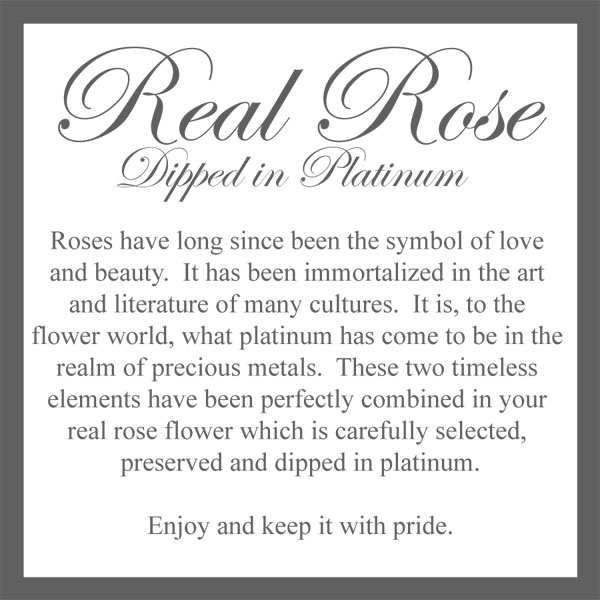 Real Rose
Dipped in Platinum
Roses have long since been the symbol of love
and beauty.  It has been immortalized in the art
and literature of many cultures.  It is, to the
flower world, what platinum has come to be in the
realm of precious metals.  These two timeless
elements have been perfectly combined in your
real rose flower which is carefully selected,
preserved and dipped in platinum.
Enjoy and keep it with pride.